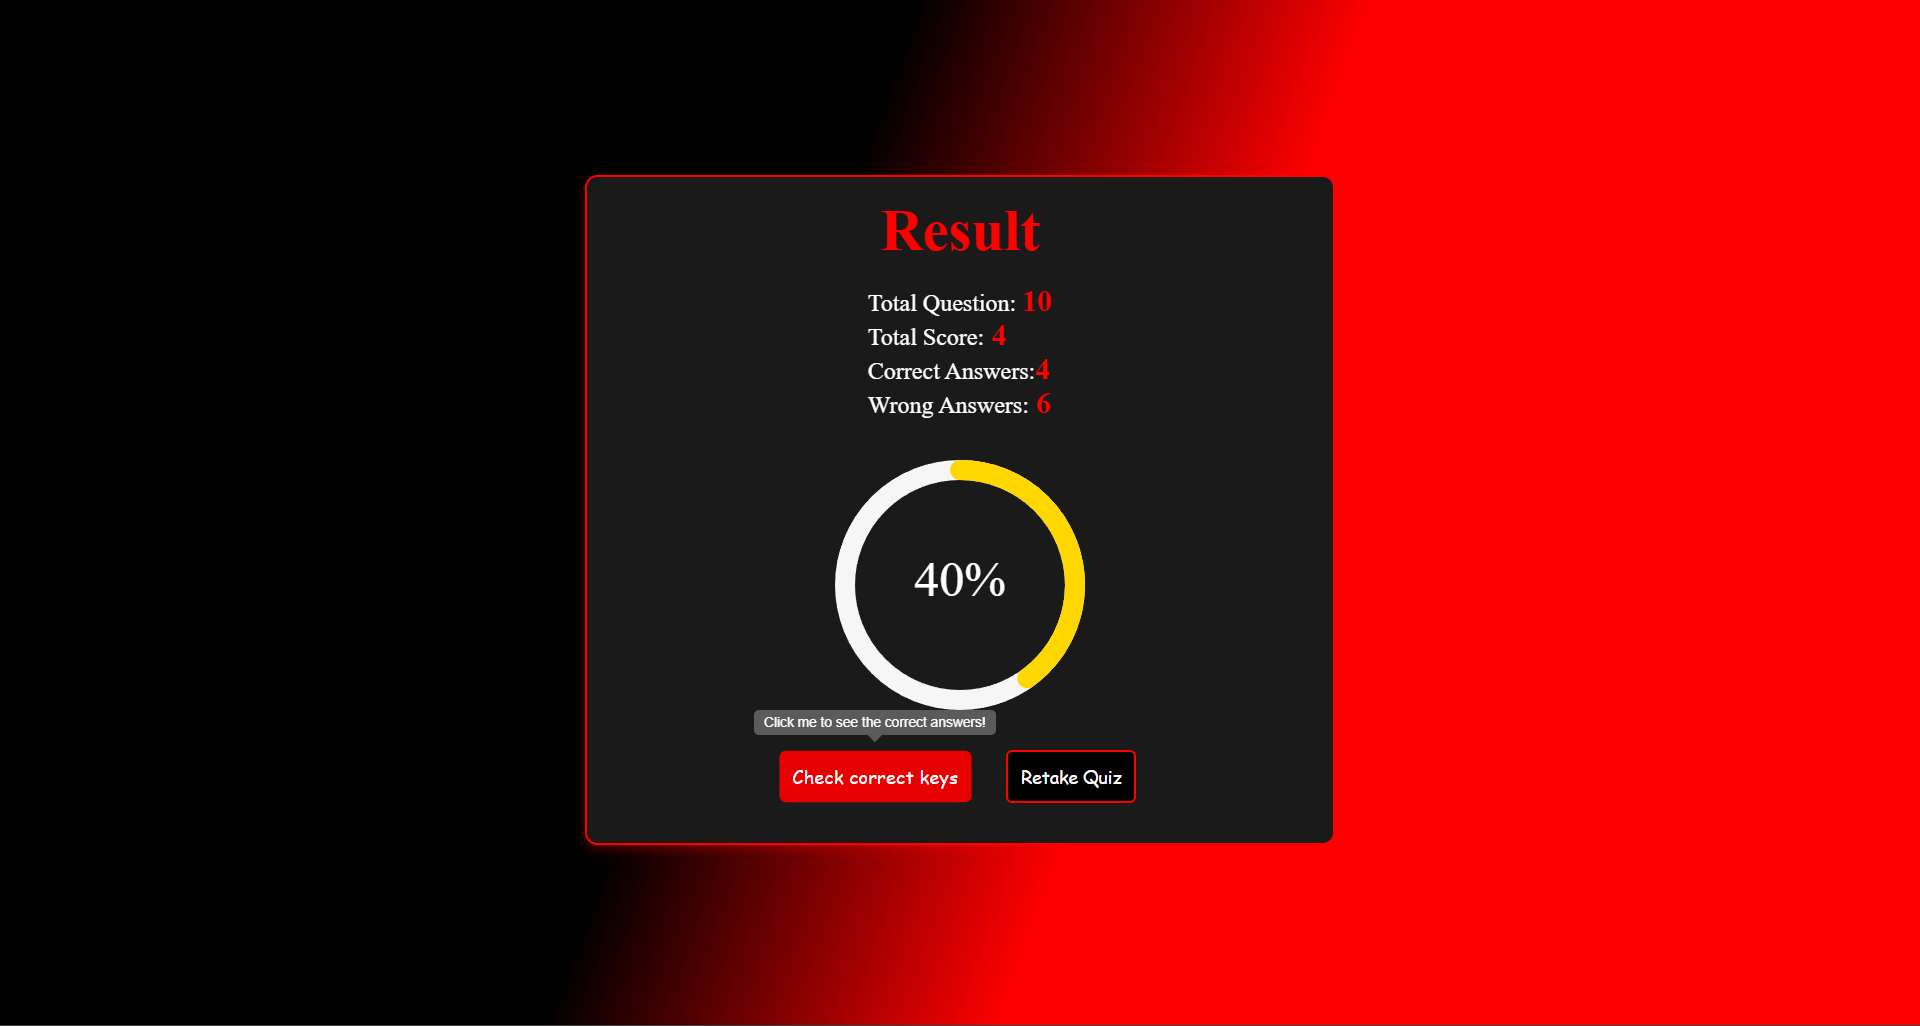 Result
Total Question: 10
Total Score: 4
Correct Answers:4
Wrong Answers: 6
40%
Click me to see the correct answers!
Check correct keys
Retake Quiz